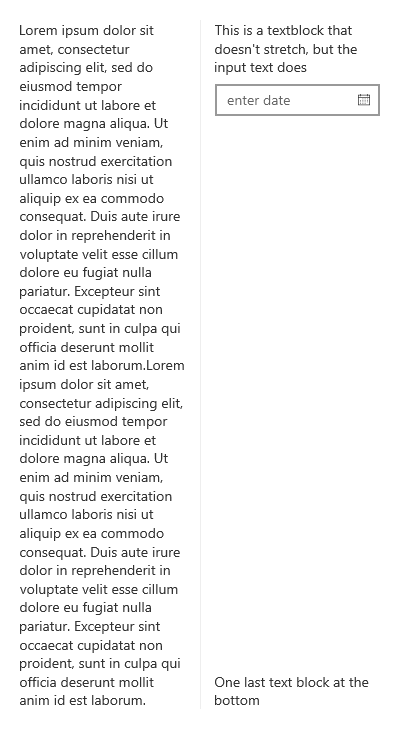 Lorem ipsum dolor sit
amet, consectetur
adipiscing elit, sed do
eiusmod tempor
incididunt ut labore et
dolore magna aliqua. Ut
enim ad minim veniam,
quis nostrud exercitation
ullamco laboris nisi ut
aliquip ex ea commodo
consequat. Duis aute irure
dolor in reprehenderit in
voluptate velit esse cillum
dolore eu fugiat nulla
pariatur. Excepteur sint
occaecat cupidatat non
proident, sunt in culpa qui
officia deserunt mollit
anim id est laborum.Lorem
ipsum dolor sit amet,
consectetur adipiscing elit,
sed do eiusmod tempor
incididunt ut labore et
dolore magna aliqua. Ut
enim ad minim veniam,
quis nostrud exercitation
ullamco laboris nisi ut
aliquip ex ea commodo
consequat. Duis aute irure
dolor in reprehenderit in
voluptate velit esse cillum
dolore eu fugiat nulla
pariatur. Excepteur sint
occaecat cupidatat non
proident, sunt in culpa qui
officia deserunt mollit
anim id est laborum.
This is a textblock that
doesn't stretch, but the
input text does
enter date
One last text block at the
bottom